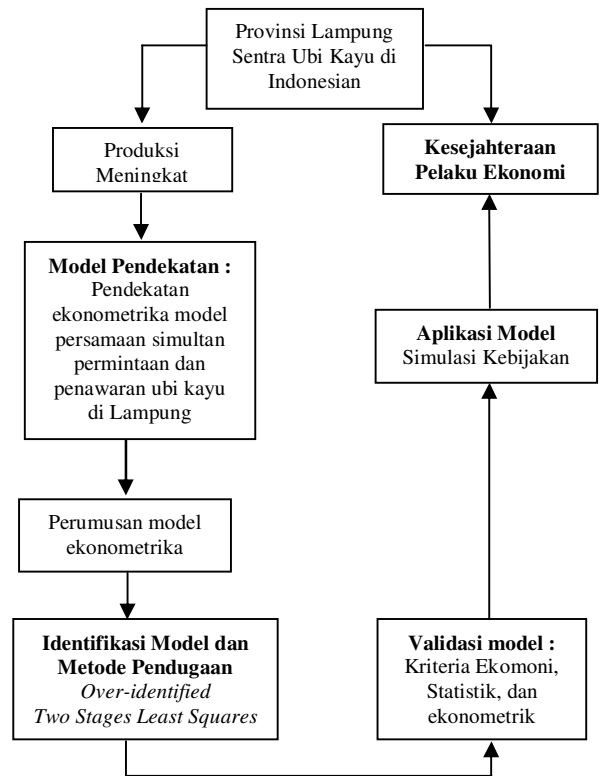 Provinsi Lampung
Sentra Ubi Kayu di
Indonesian
Produksi
Meningkat
Kesejahteraan
Pelaku Ekonomi
Model Pendekatan :
Pendekatan
ekonometrika model
persamaan simultan
permintaan dan
penawaran ubi kayu
di Lampung
Aplikasi Model
Simulasi Kebijakan
Perumusan model
ekonometrika
Identifikasi Model dan
Metode Pendugaan
Over-identified
Two Stages Least Squares
Validasi model :
Kriteria Ekomoni,
Statistik, dan
ekonometrik